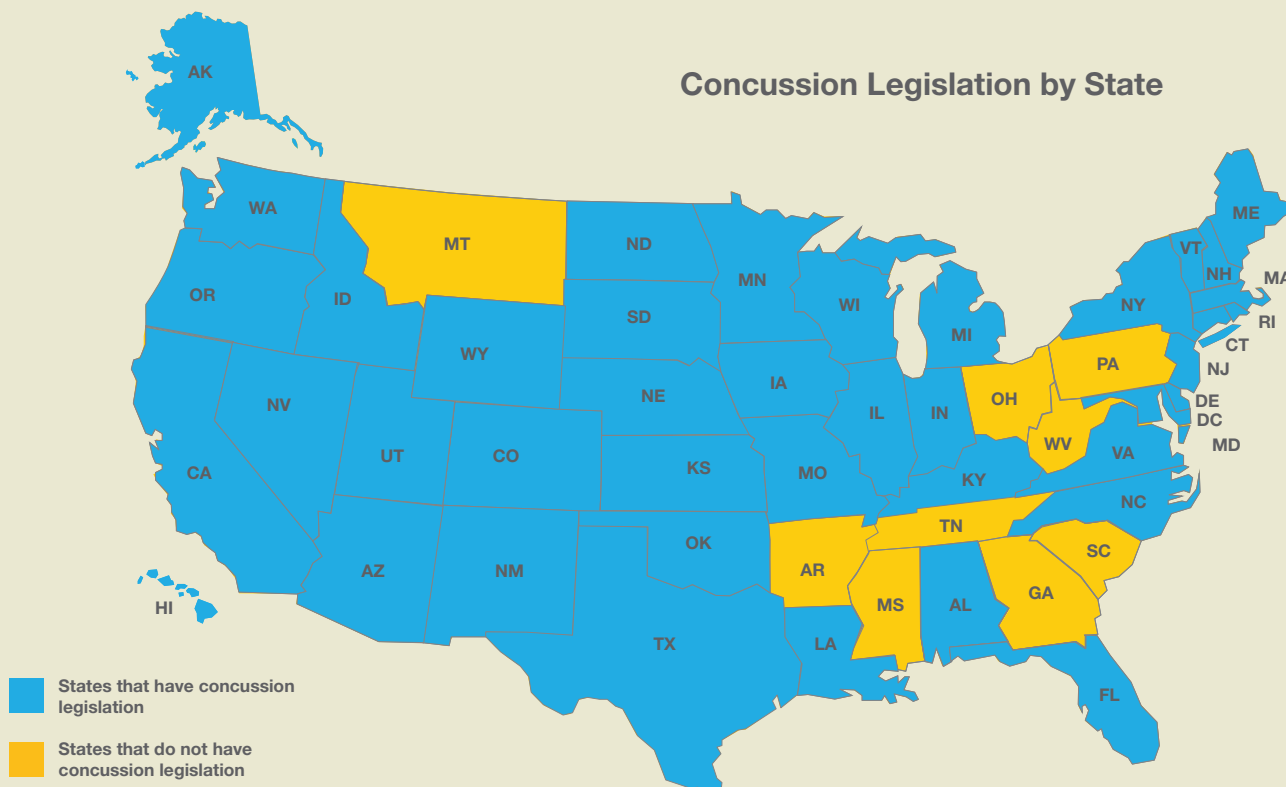 AK
Concussion Legislation by State
ME
WA
VT
MT
ND
NH
MA
MN
OR
ID
WI
NY
RI
SD
MI
CT
WY
PA
NJ
IA
NE
OH
DE
NV
IL
IN
DC
WV
MD
UT
CO
VA
CA
KS
MO
KY
NC
TN
OK
SC
AZ
NM
AR
GA
HI
MS
AL
TX
LA
States that have concussion
legislation
FL
States that do not have
concussion legislation